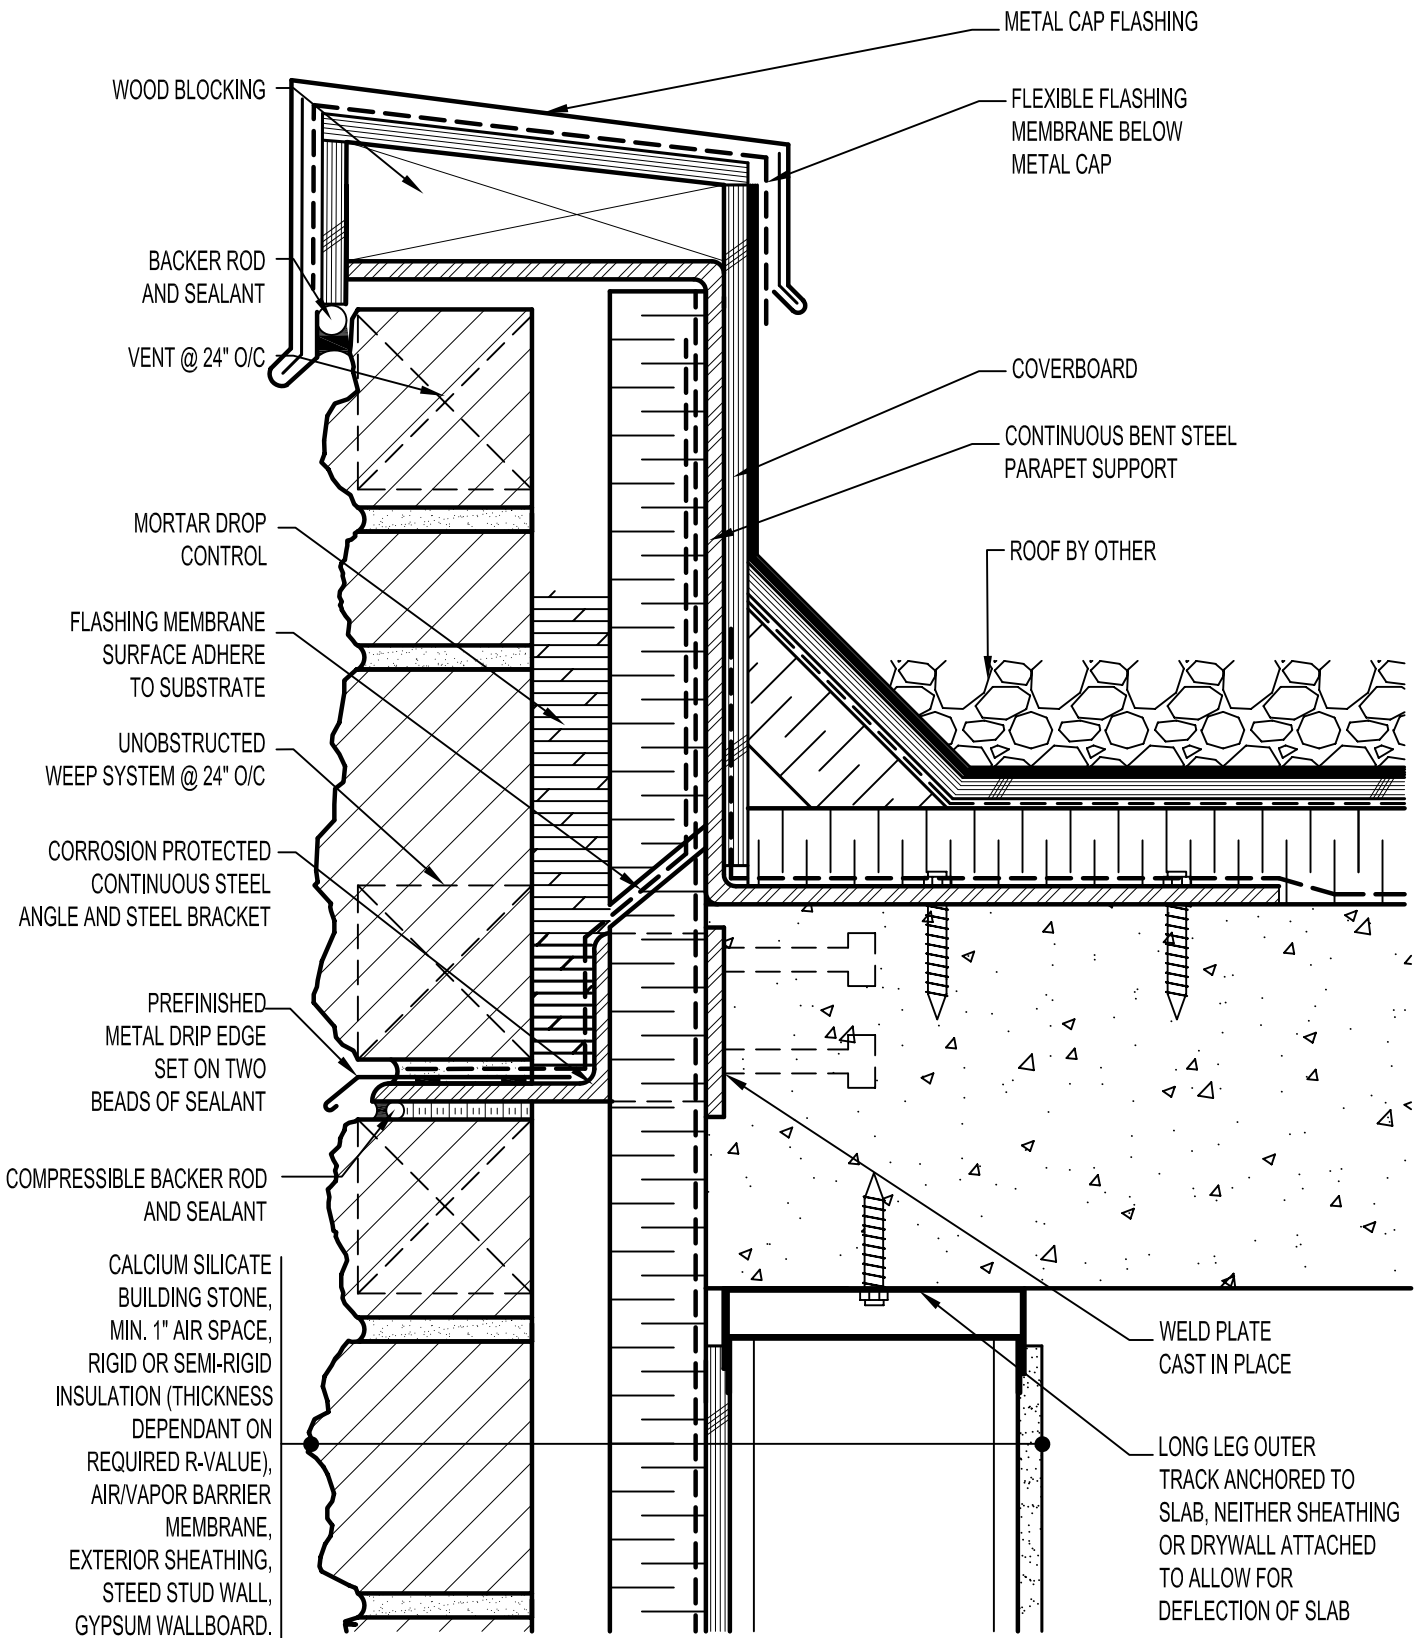 METAL CAP FLASHING
WOOD BLOCKING
FLEXIBLE FLASHING
MEMBRANE BELOW
METAL CAP
BACKER ROD
AND SEALANT
VENT @ 24" O/C
COVERBOARD
CONTINUOUS BENT STEEL
PARAPET SUPPORT
MORTAR DROP
CONTROL
ROOF BY OTHER
FLASHING MEMBRANE
SURFACE ADHERE
TO SUBSTRATE
UNOBSTRUCTED
WEEP SYSTEM @ 24" O/C
CORROSION PROTECTED
CONTINUOUS STEEL
ANGLE AND STEEL BRACKET
PREFINISHED
METAL DRIP EDGE
SET ON TWO
BEADS OF SEALANT
COMPRESSIBLE BACKER ROD
AND SEALANT
CALCIUM SILICATE
BUILDING STONE,
MIN. 1" AIR SPACE,
RIGID OR SEMI-RIGID
INSULATION (THICKNESS
DEPENDANT ON
REQUIRED R-VALUE),
AIR/VAPOR BARRIER
MEMBRANE,
EXTERIOR SHEATHING,
STEED STUD WALL,
GYPSUM WALLBOARD.
WELD PLATE
CAST IN PLACE
LONG LEG OUTER
TRACK ANCHORED TO
SLAB, NEITHER SHEATHING
OR DRYWALL ATTACHED
TO ALLOW FOR
DEFLECTION OF SLAB